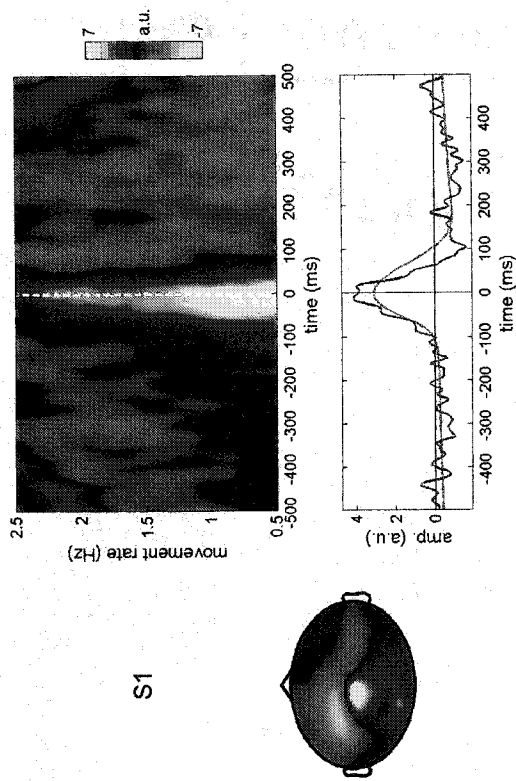 S1
7
a.u.
-7
movement rate (Hz)
2.5
2
1.5
1
0.5
-500 -400 -300 -200 -100 0 100 200 300 400 500
time (ms)
amp. (a.u.)
4
2
0
-400 -300 -200 -100 0 100 200 300 400
time (ms)